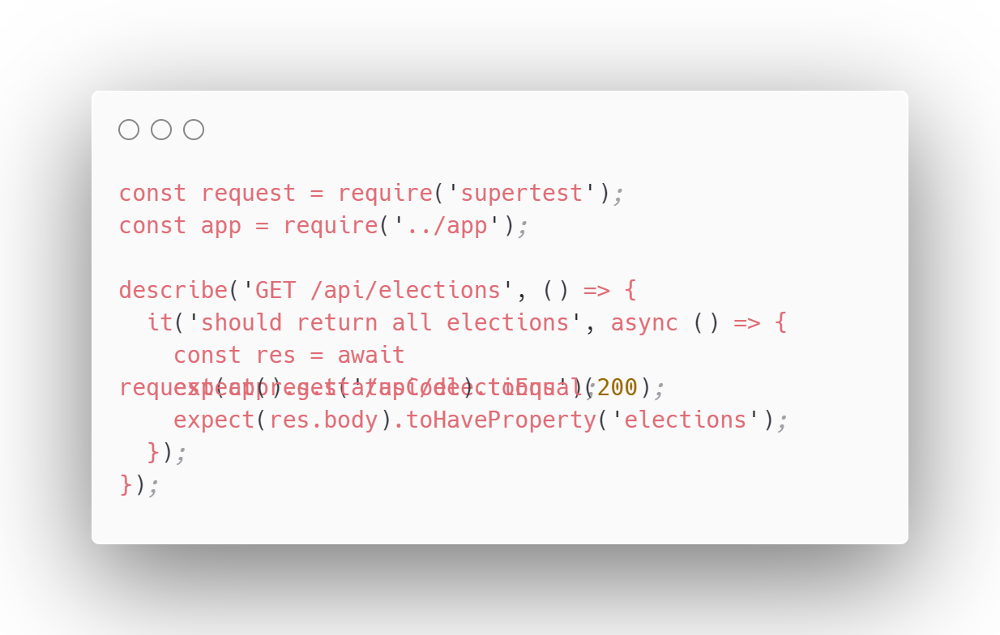 const request = require('supertest');
const app = require('../app');
describe('GET /api/elections', () => {
  it('should return all elections', async () => {
    const res = await
request(app).get('/api/elections');
    expect(res.statusCode).toEqual(200);
    expect(res.body).toHaveProperty('elections');
  });
});